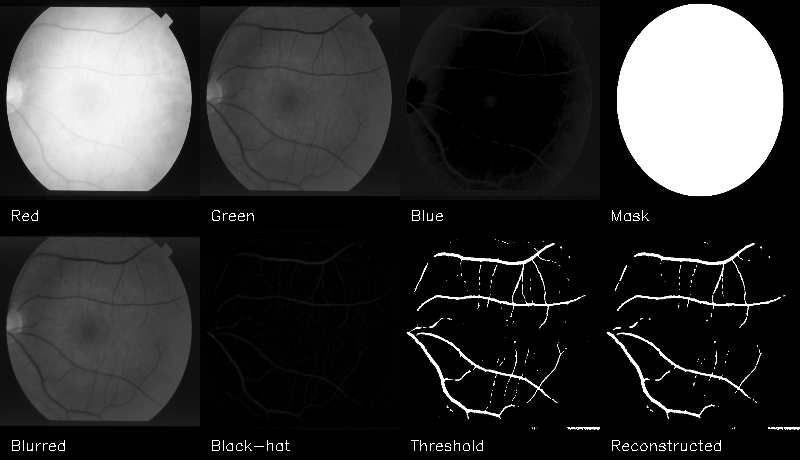 Red
Green
Blue
Mask
Blurred
Black-hat
Threshold
Reconstructed